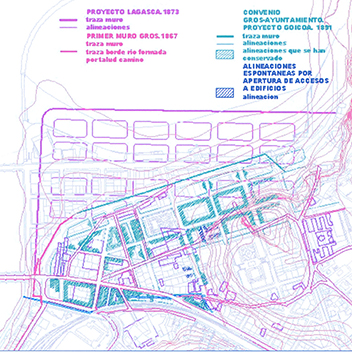 PROYECTO LAGASCA.1873
traza muro
alineaciones
PRIMER MURO GROS.1867
traza muro
traza borde rio formada
por talud camino
CONVENIO
GROS-AYUNTAMIENTO.
PROYECTO GOICOA. 1891
traza muro
alineaciones
alineaciones que se han
conservado
ALINEACIONES
ESPONTANEAS POR
APERTURA DE ACCESOS
A EDIFICIOS
alineacion